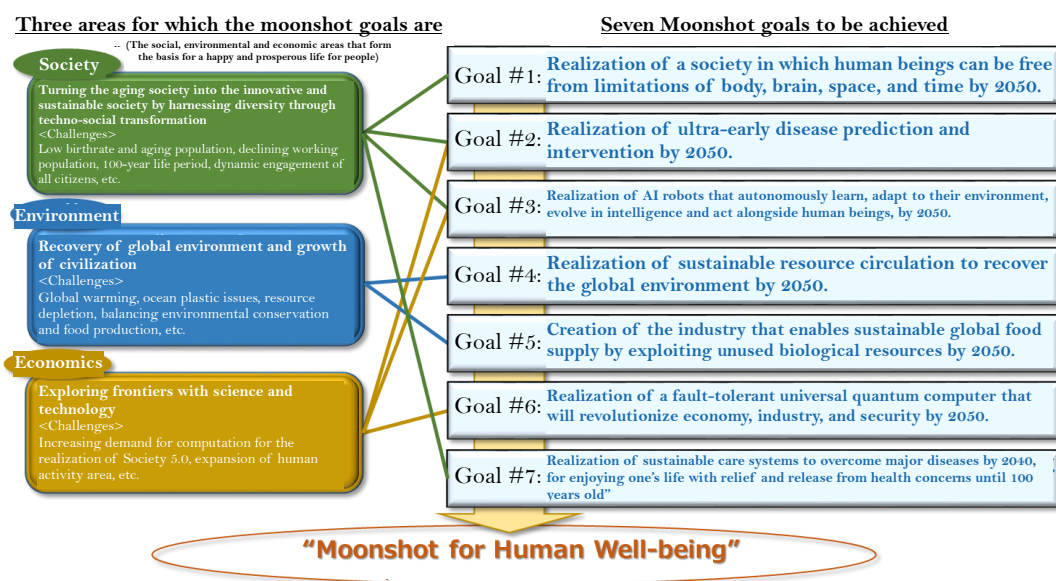 Three areas for which the moonshot goals are
-- (The social, environmental and economic areas that form
the basis for a happy and prosperous life for people)
Society
Turning the aging society into the innovative and
sustainable society by harnessing diversity through
techno-social transformation
<Challenges>
Low birthrate and aging population, declining working
population, 100-year life period, dynamic engagement of
all citizens, etc.
Environment
Recovery of global environment and growth
of civilization
<Challenges>
Global warming, ocean plastic issues, resource
depletion, balancing environmental conservation
and food production, etc.
Economics
Exploring frontiers with science and
technology
<Challenges>
Increasing demand for computation for the
realization of Society 5.0, expansion of human
activity area, etc.
Seven Moonshot goals to be achieved
Goal #1: Realization of a society in which human beings can be free
from limitations of body, brain, space, and time by 2050.
Goal #2: Realization of ultra-early disease prediction and
intervention by 2050.
Goal #3: Realization of AI robots that autonomously learn, adapt to their environment,
evolve in intelligence and act alongside human beings, by 2050.
Goal #4: Realization of sustainable resource circulation to recover
the global environment by 2050.
Goal #5: Creation of the industry that enables sustainable global food
supply by exploiting unused biological resources by 2050.
Goal #6: Realization of a fault-tolerant universal quantum computer that
will revolutionize economy, industry, and security by 2050.
Goal #7: Realization of sustainable care systems to overcome major diseases by 2040,
for enjoying one's life with relief and release from health concerns until 100
years old"
“Moonshot for Human Well-being”